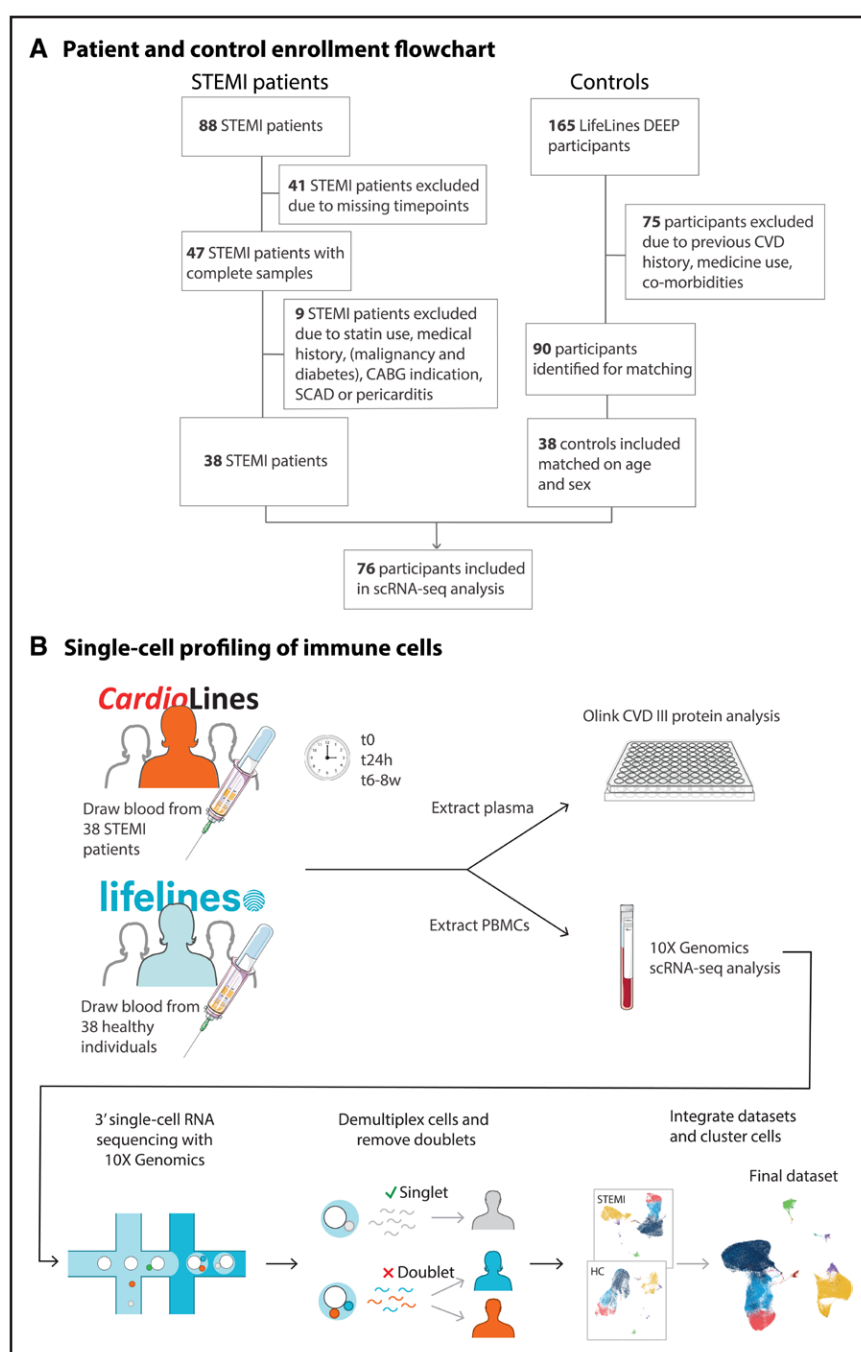 A Patient and control enrollment flowchart
STEMI patients
Controls
88 STEMI patients
165 LifeLines DEEP
participants
41 STEMI patients excluded
due to missing timepoints
75 participants excluded
due to previous CVD
history, medicine use,
co-morbidities
47 STEMI patients with
complete samples
9 STEMI patients excluded
due to statin use, medical
history, (malignancy and
diabetes), CABG indication,
SCAD or pericarditis
90 participants
identified for matching
38 STEMI patients
38 controls included
matched on age
and sex
76 participants included
in scRNA-seq analysis
B Single-cell profiling of immune cells
CardioLines
t0
t24h
t6-8w
Draw blood from
38 STEMI
patients
Olink CVD III protein analysis
Extract plasma
lifelines
Extract PBMCs
10X Genomics
scRNA-seq analysis
Draw blood from
38 healthy
individuals
3' single-cell RNA
sequencing with
10X Genomics
Demultiplex cells and
remove doublets
Singlet
Doublet
Integrate datasets
and cluster cells
STEMI
HC
Final dataset